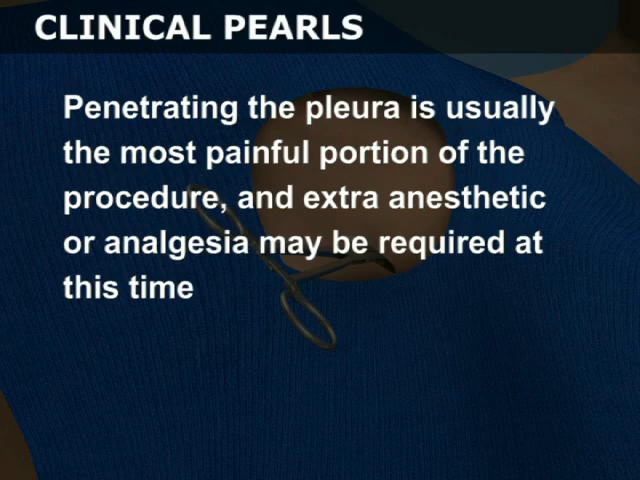 CLINICAL PEARLS
Penetrating the pleura is usually
the most painful portion of the
procedure, and extra anesthetic
or analgesia may be required at
this time